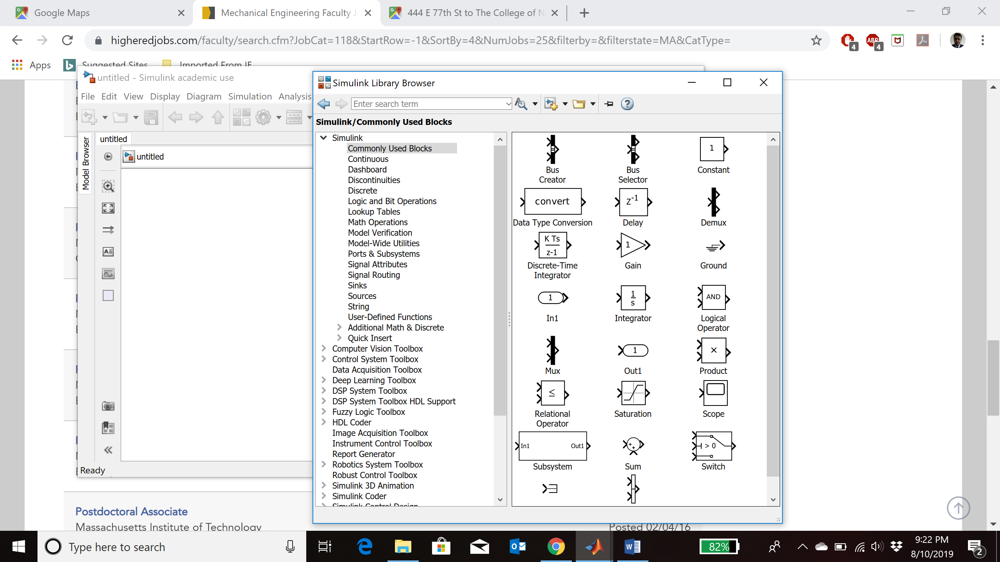 Google Maps
Mechanical Engineering Faculty J
444 E 77th St to The College of N
higheredjobs.com/faculty/search.cfm?JobCat=118&StartRow=-1&SortBy=4&NumJobs=25&filterby=&filterstate=MA&CatType=
4
ABP
4
Apps
Suggested Sites
Imported From IE
untitled - Simulink academic use
File Edit View Display Diagram Simulation Analysis
Model Browser
untitled
untitled
Ready
Simulink Library Browser
Enter search term
Simulink/Commonly Used Blocks
Simulink
Commonly Used Blocks
Continuous
Dashboard
Discontinuities
Discrete
Logic and Bit Operations
Lookup Tables
Math Operations
Model Verification
Model-Wide Utilities
Ports & Subsystems
Signal Attributes
Signal Routing
Sinks
Sources
String
User-Defined Functions
Additional Math & Discrete
Quick Insert
Computer Vision Toolbox
Control System Toolbox
Data Acquisition Toolbox
Deep Learning Toolbox
DSP System Toolbox
DSP System Toolbox HDL Support
Fuzzy Logic Toolbox
HDL Coder
Image Acquisition Toolbox
Instrument Control Toolbox
Report Generator
Robotics System Toolbox
Robust Control Toolbox
Simulink 3D Animation
Simulink Coder
Simulink Control Design
1
Bus Creator
Bus Selector
Constant
convert
z-1
Data Type Conversion
Delay
Demux
K Ts
z-1
1
Discrete-Time Integrator
Gain
Ground
1
1
s
AND
In1
Integrator
Logical Operator
1
×
Mux
Out1
Product
≤
Relational Operator
Saturation
Scope
In1 Out1
+
+
> 0
Subsystem
Sum
Switch
Postdoctoral Associate
Massachusetts Institute of Technology
Posted 02/04/16
Type here to search
82%
9:22 PM
8/10/2019
2